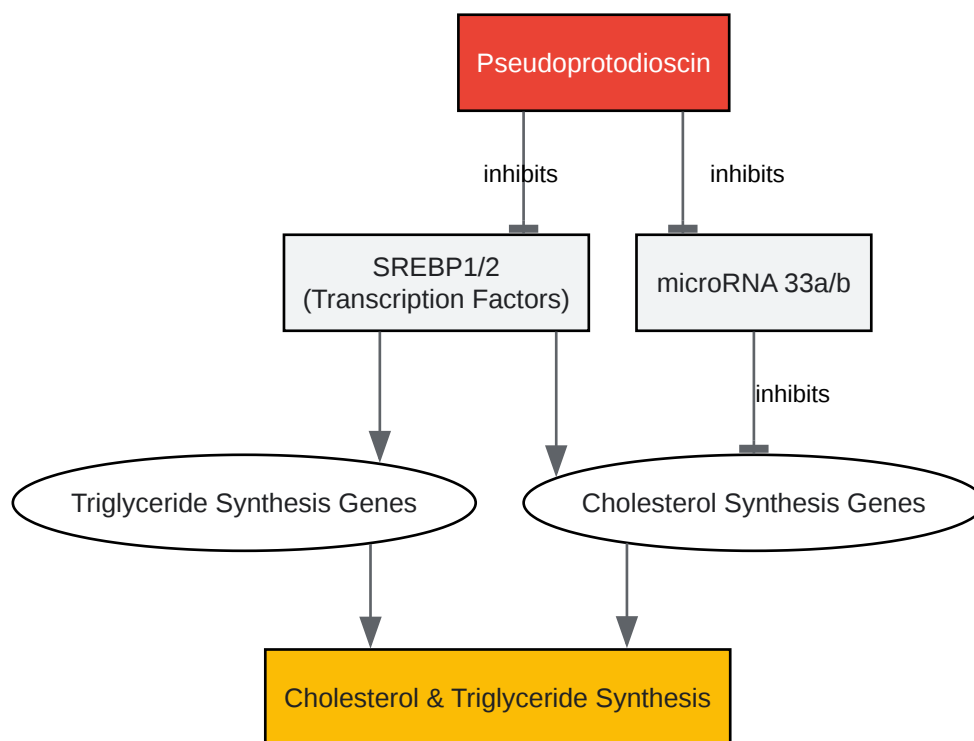 Pseudoprotodioscin
inhibits
inhibits
SREBP1/2
(Transcription Factors)
microRNA 33a/b
inhibits
Triglyceride Synthesis Genes
Cholesterol Synthesis Genes
Cholesterol & Triglyceride Synthesis